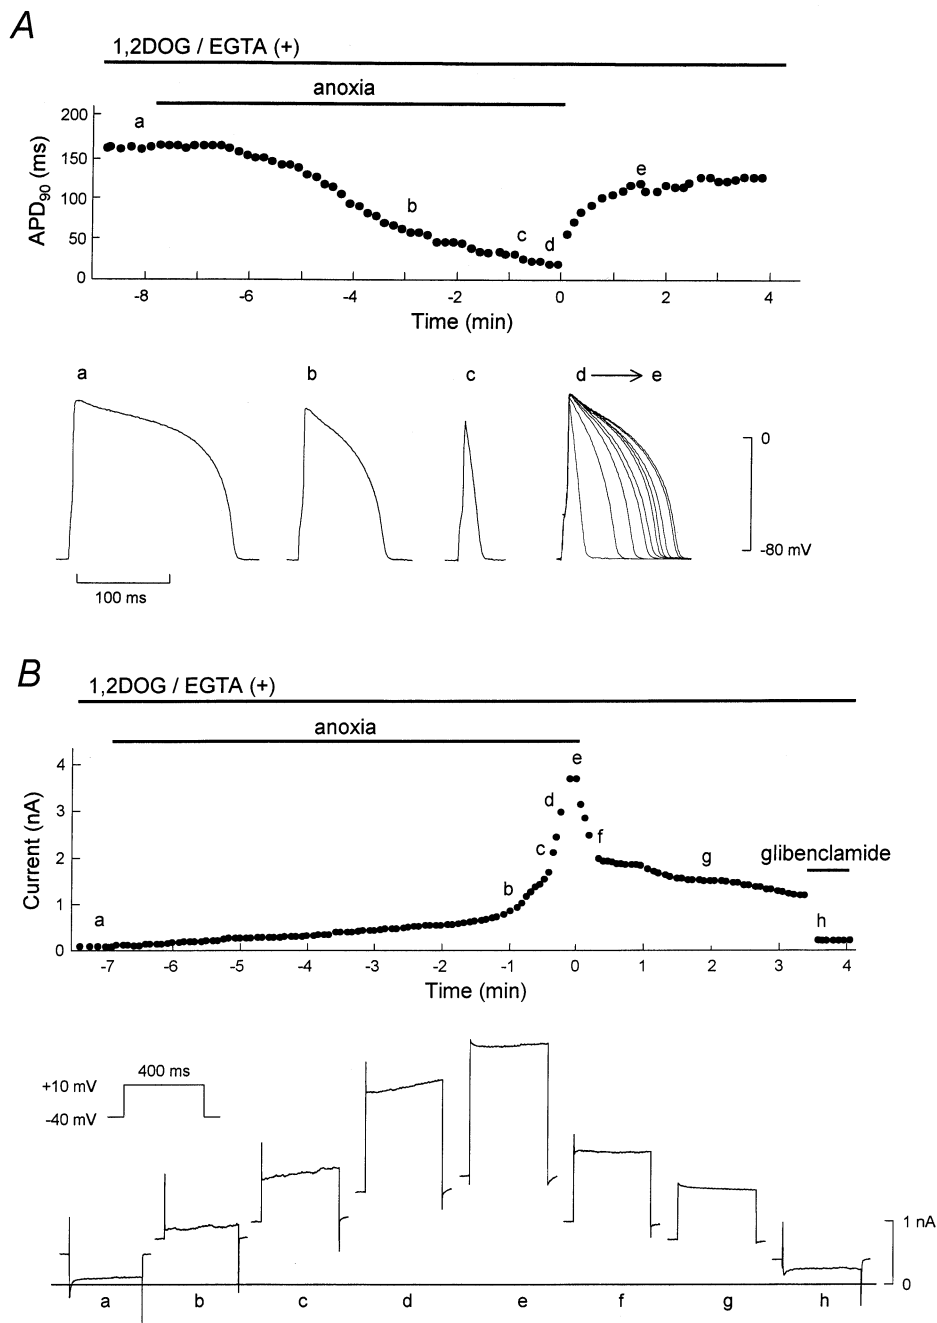 A
1,2DOG / EGTA (+)
anoxia
200
150
100
50
0
APD90 (ms)
a
b
c
d
e
-8
-6
-4
-2
0
2
4
Time (min)
a
b
c
d
e
0
-80 mV
100 ms
B
1,2DOG / EGTA (+)
anoxia
4
3
2
1
0
Current (nA)
a
b
c
d
e
f
g
glibenclamide
h
-7
-6
-5
-4
-3
-2
-1
0
1
2
3
4
Time (min)
400 ms
+10 mV
-40 mV
1 nA
0
a
b
c
d
e
f
g
h